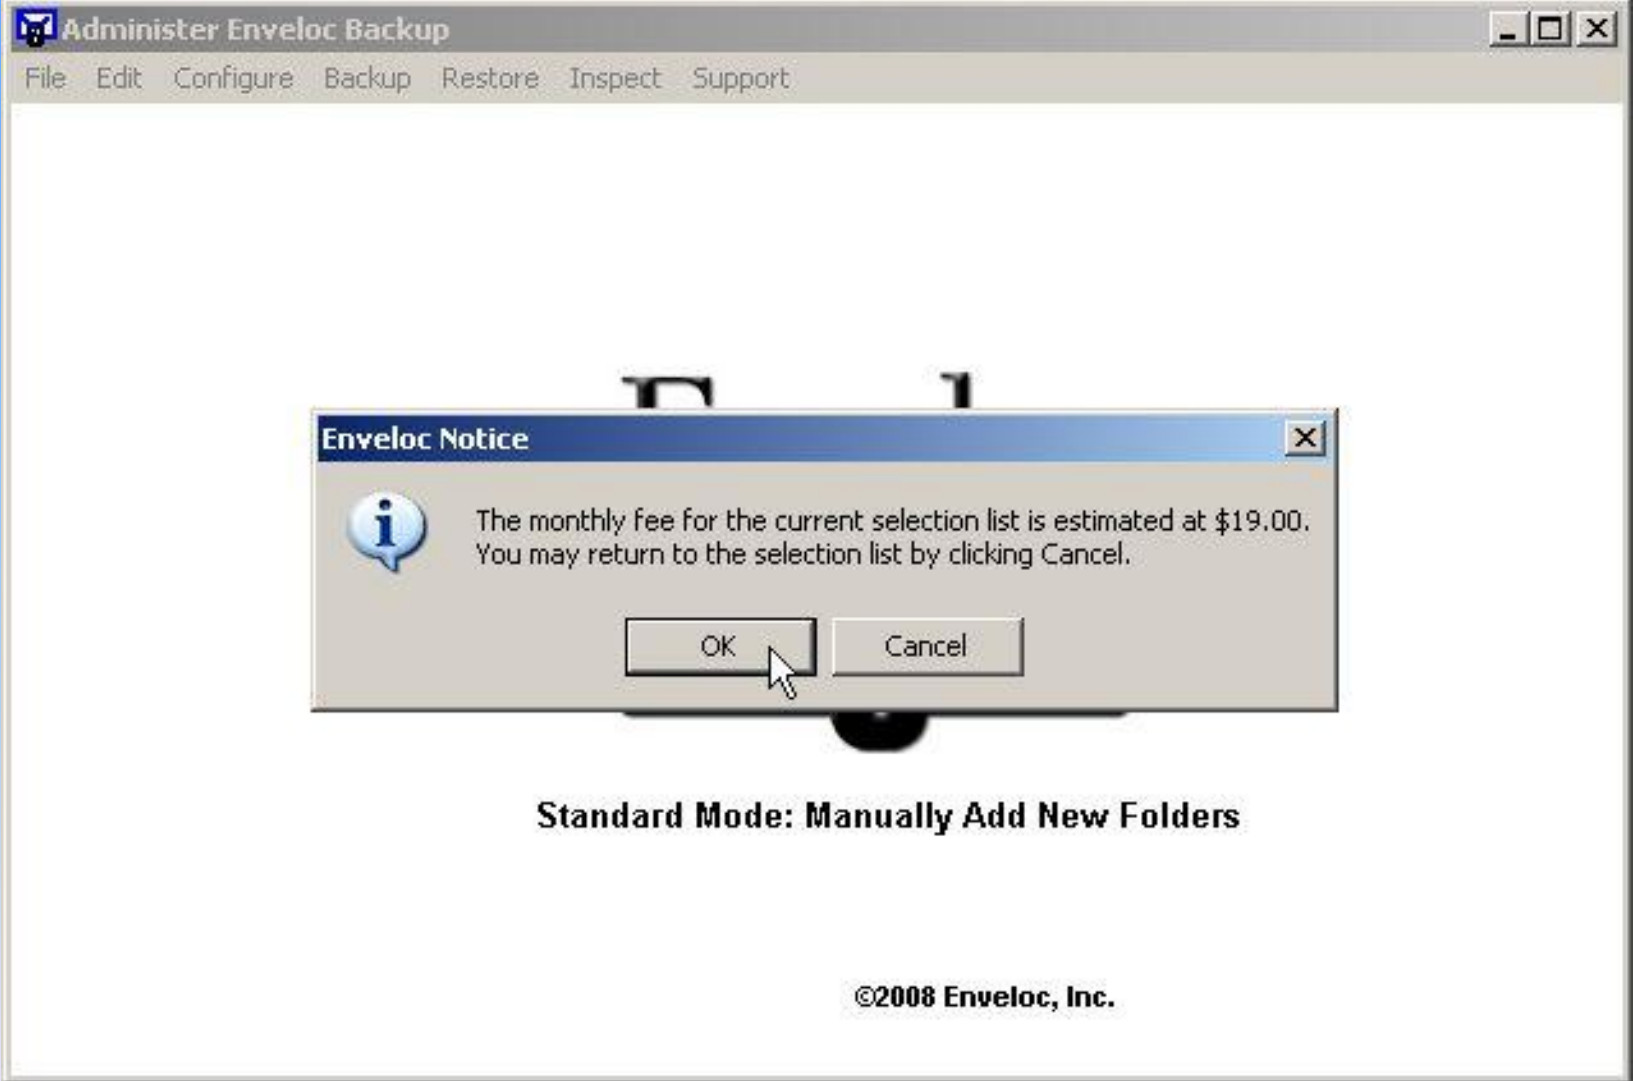 Administer Enveloc Backup
File Edit Configure Backup Restore Inspect Support
Enveloc Notice
The monthly fee for the current selection list is estimated at $19.00.
You may return to the selection list by clicking Cancel.
OK Cancel
Standard Mode: Manually Add New Folders
©2008 Enveloc, Inc.